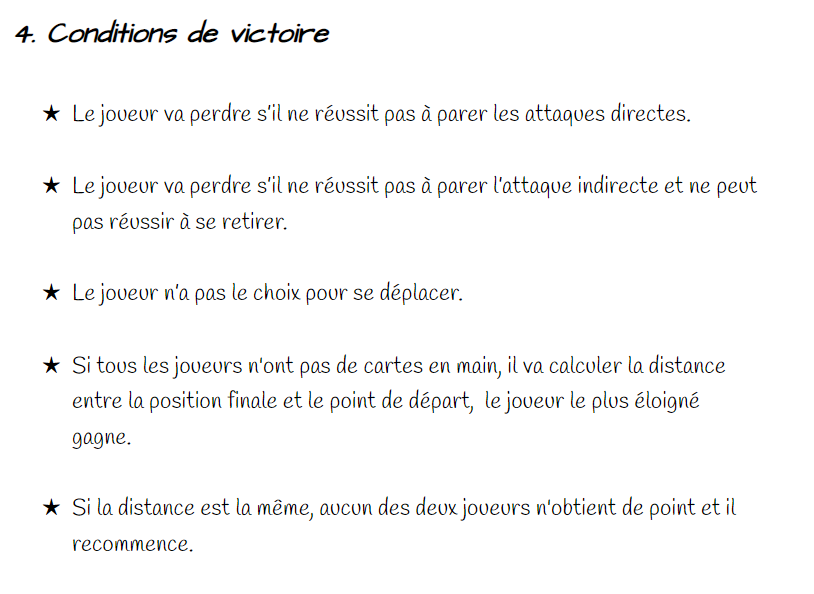 4. Conditions de victoire
★ Le joueur va perdre s'il ne réussit pas à parer les attaques directes.
★ Le joueur va perdre s'il ne réussit pas à parer l'attaque indirecte et ne peut
pas réussir à se retirer.
★ Le joueur n'a pas le choix pour se déplacer.
★ Si tous les joueurs n'ont pas de cartes en main, il va calculer la distance
entre la position finale et le point de départ, le joueur le plus éloigné
gagne.
★ Si la distance est la même, aucun des deux joueurs n'obtient de point et il
recommence.